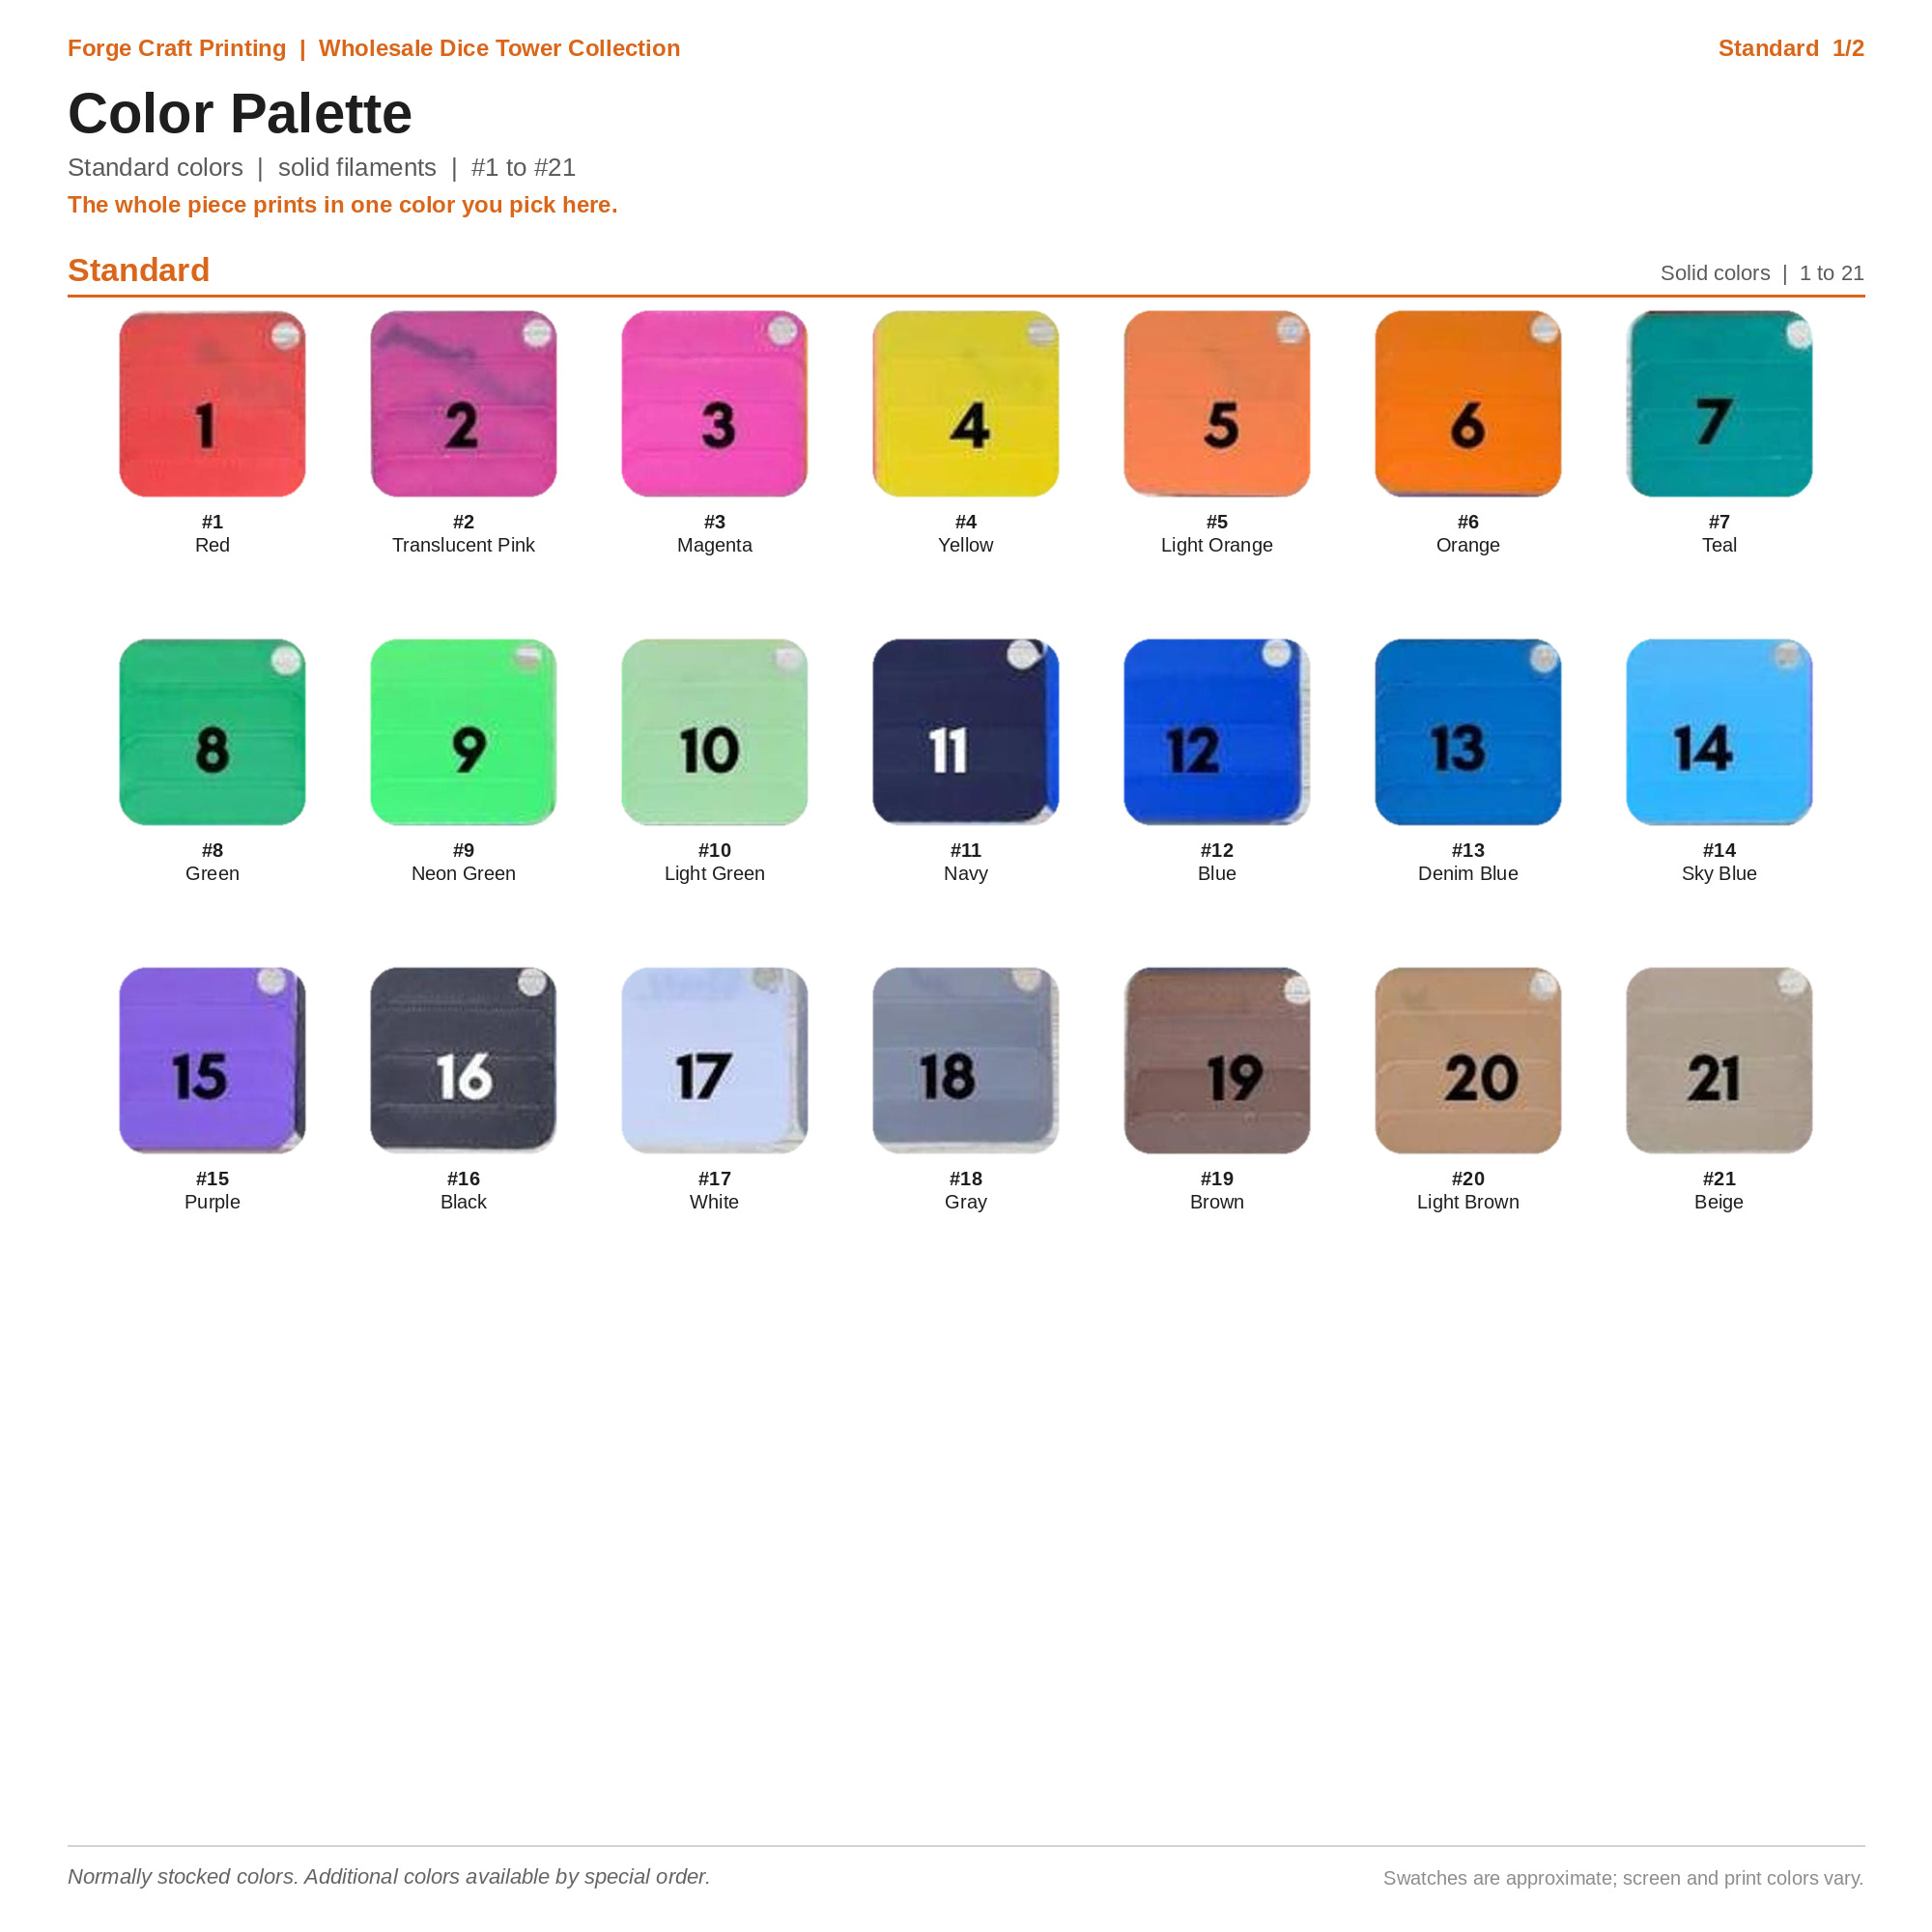 Forge Craft Printing | Wholesale Dice Tower Collection
Standard 1/2
Color Palette
Standard colors | solid filaments | #1 to #21
The whole piece prints in one color you pick here.
Standard
Solid colors | 1 to 21
1 2 3 4 5 6 7
#1 #2 #3 #4 #5 #6 #7
Red Translucent Pink Magenta Yellow Light Orange Orange Teal
8 9 10 11 12 13 14
#8 #9 #10 #11 #12 #13 #14
Green Neon Green Light Green Navy Blue Denim Blue Sky Blue
15 16 17 18 19 20 21
#15 #16 #17 #18 #19 #20 #21
Purple Black White Gray Brown Light Brown Beige
Normally stocked colors. Additional colors available by special order.
Swatches are approximate; screen and print colors vary.